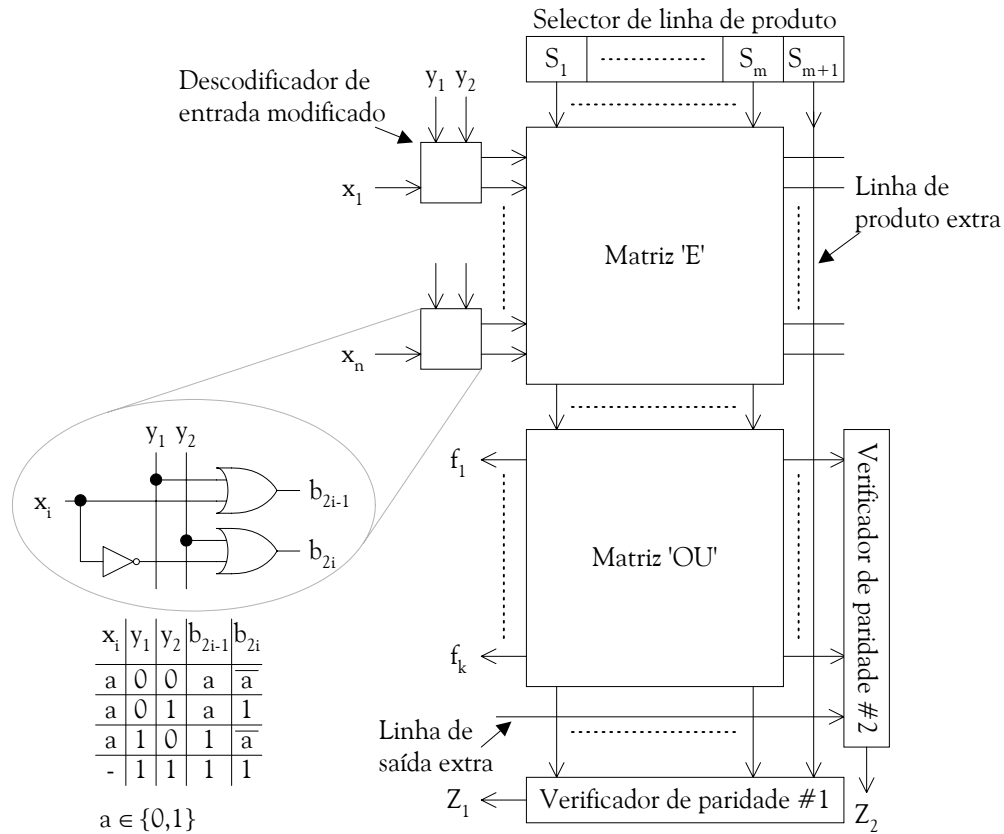 Selector de linha de produto
S1 S m S m+1
Descodificador de
entrada modificado
y1 y2
x1
Linha de
produto extra
Matriz 'E'
xn
y1 y2
xi
b2i-1
b2i
f1
Matriz 'OU'
fk
Verificador de paridade #2
xi y1 y2 b2i-1 b2i
a 0 0 a a̅
a 0 1 a 1
a 1 0 1 a̅
- 1 1 1 1
a ∈ {0,1}
Linha de
saída extra
Z1
Verificador de paridade #1
Z2